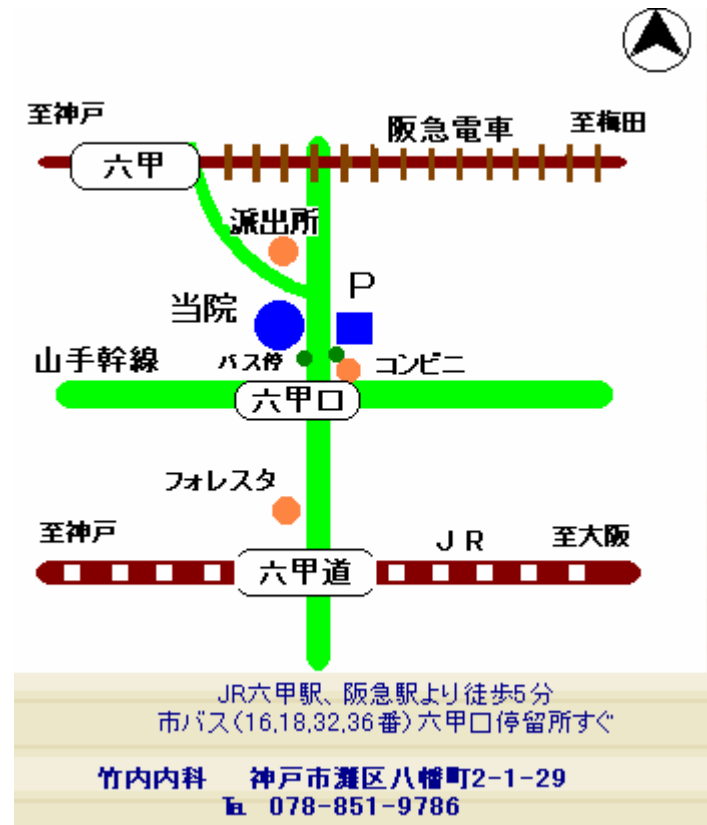 至神戸
阪急電車
至梅田
六甲
派出所
P
当院
山手幹線
バス停
コンビニ
六甲口
フォレスタ
至神戸
JR
至大阪
六甲道
JR六甲駅、阪急駅より徒歩5分
市バス(16,18,32,36番)六甲口停留所すぐ
竹内内科 神戸市灘区八幡町2-1-29
℡ 078-851-9786